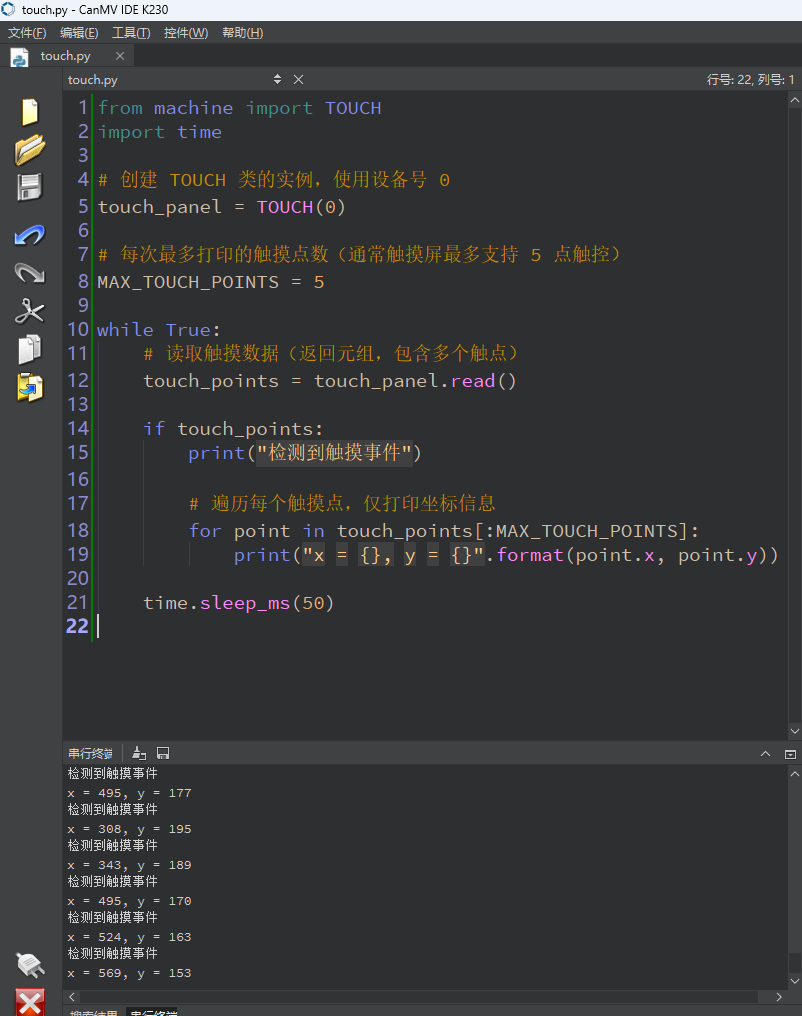 touch.py - CanMV IDE K230
文件(F) 编辑(E) 工具(T) 控件(W) 帮助(H)
touch.py
touch.py 行号: 22, 列号: 1
1 from machine import TOUCH
2 import time
3
4 # 创建 TOUCH 类的实例，使用设备号 0
5 touch_panel = TOUCH(0)
6
7 # 每次最多打印的触摸点数（通常触摸屏最多支持 5 点触控）
8 MAX_TOUCH_POINTS = 5
9
10 while True:
11     # 读取触摸数据（返回元组，包含多个触点）
12     touch_points = touch_panel.read()
13
14     if touch_points:
15         print("检测到触摸事件")
16
17         # 遍历每个触摸点，仅打印坐标信息
18         for point in touch_points[:MAX_TOUCH_POINTS]:
19             print("x = {}, y = {}".format(point.x, point.y))
20
21     time.sleep_ms(50)
22
串行终端
检测到触摸事件
x = 495, y = 177
检测到触摸事件
x = 308, y = 195
检测到触摸事件
x = 343, y = 189
检测到触摸事件
x = 495, y = 170
检测到触摸事件
x = 524, y = 163
检测到触摸事件
x = 569, y = 153
搜索结果 串行终端